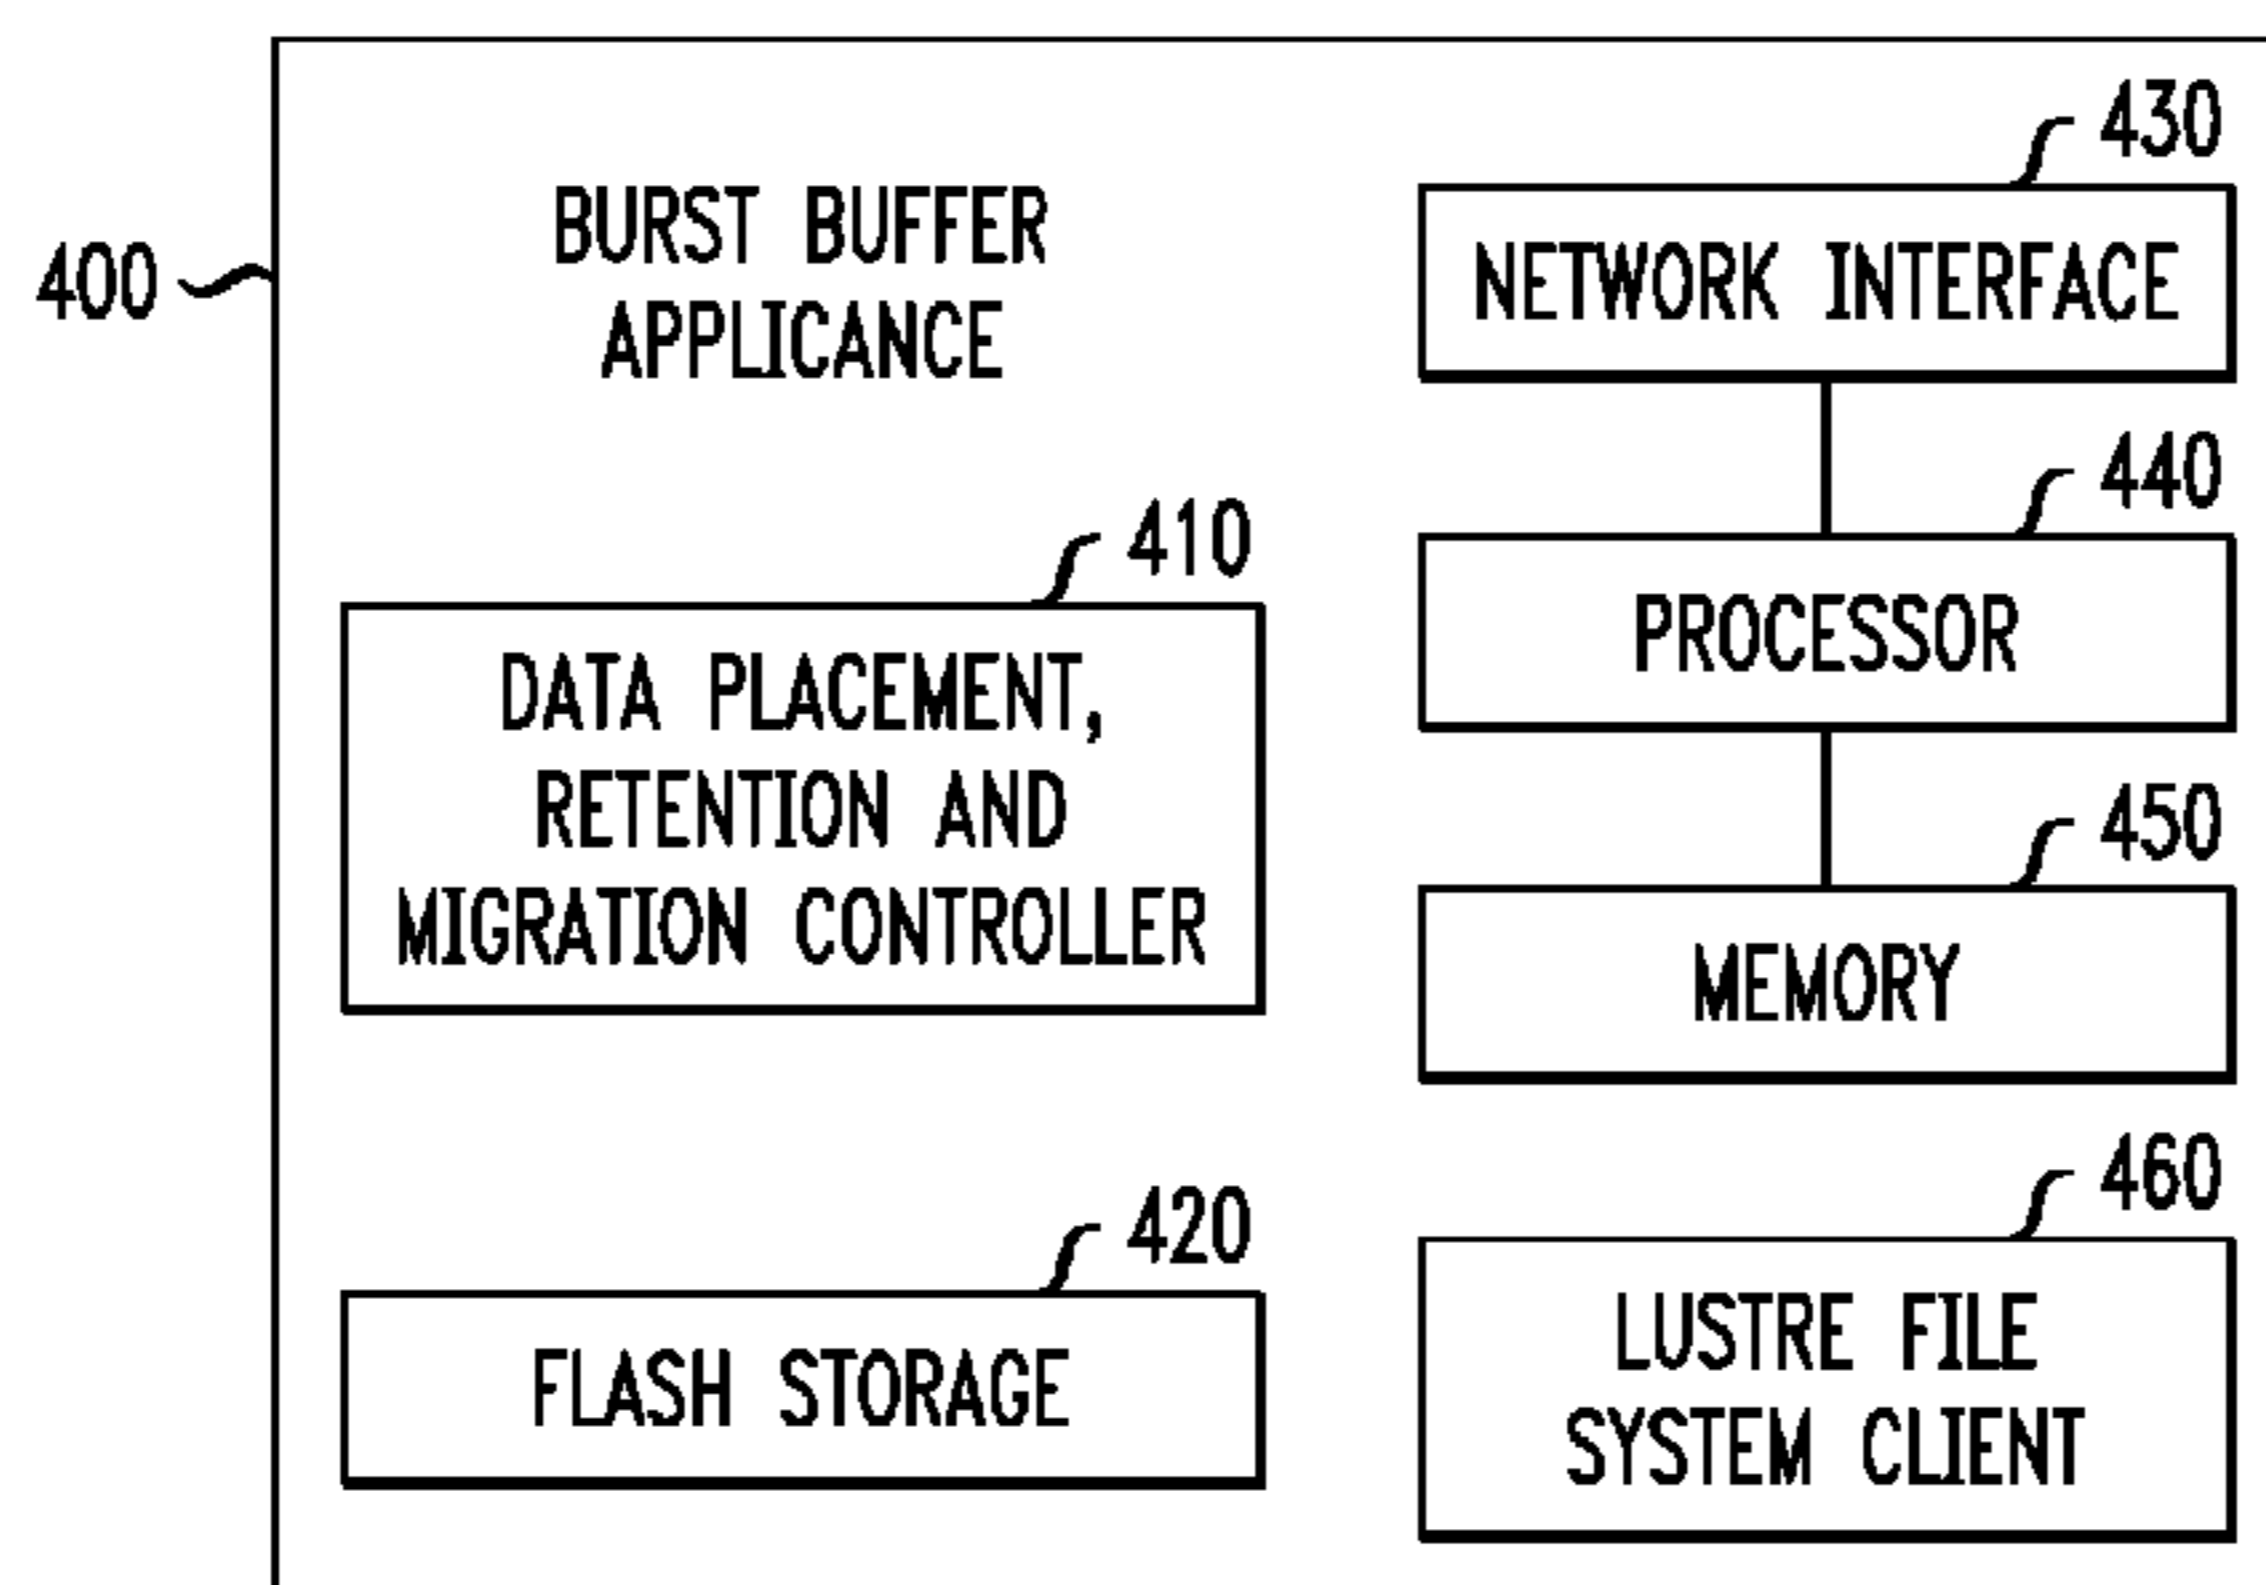 400
BURST BUFFER
APPLICANCE
410
DATA PLACEMENT,
RETENTION AND
MIGRATION CONTROLLER
420
FLASH STORAGE
430
NETWORK INTERFACE
440
PROCESSOR
450
MEMORY
460
LUSTRE FILE
SYSTEM CLIENT